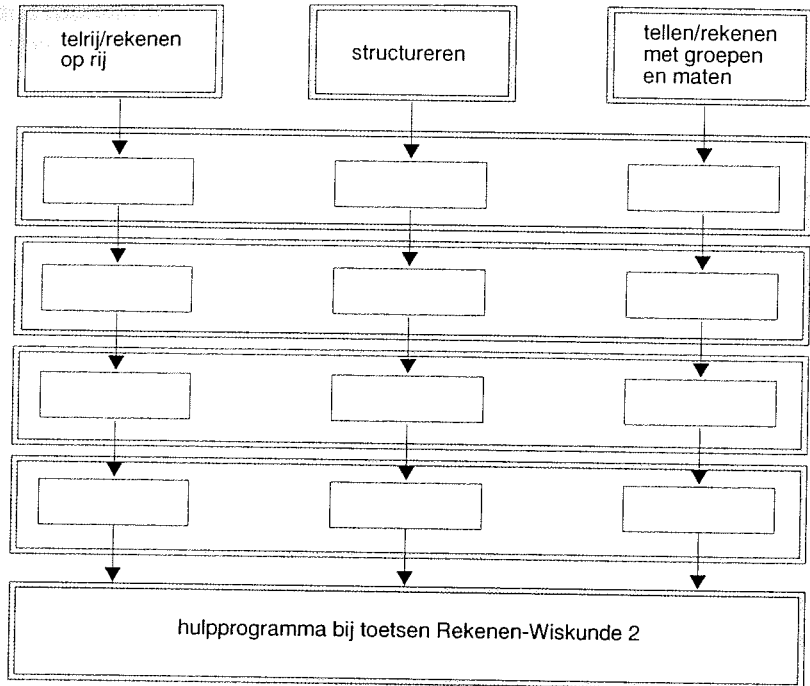 telrij/rekenen
op rij
structureren
tellen/rekenen
met groepen
en maten
hulpprogramma bij toetsen Rekenen-Wiskunde 2